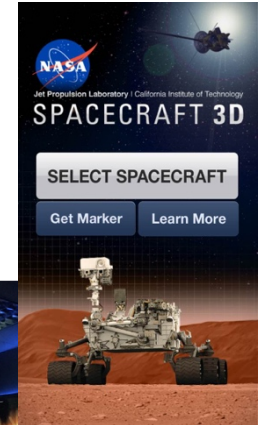 NASA
Jet Propulsion Laboratory | California Institute of Technology
SPACECRAFT 3D
SELECT SPACECRAFT
Get Marker Learn More